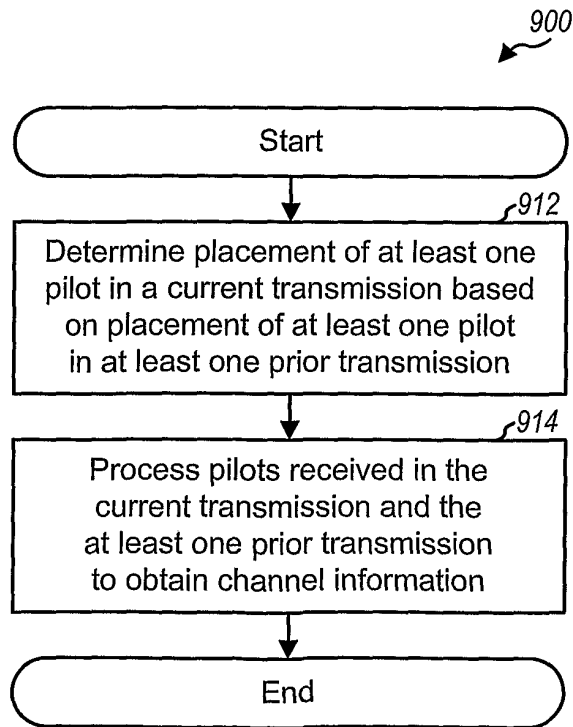 900
Start
912
Determine placement of at least one
pilot in a current transmission based
on placement of at least one pilot
in at least one prior transmission
914
Process pilots received in the
current transmission and the
at least one prior transmission
to obtain channel information
End